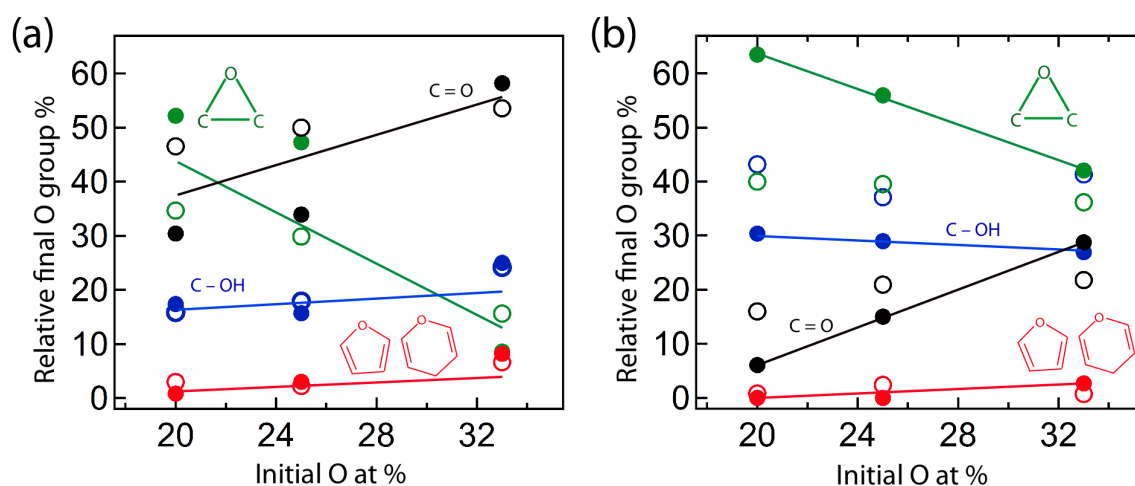 (a)
Relative final O group %
60
50
40
30
20
10
0
20 24 28 32
Initial O at %
O
C C
C = O
C – OH
O O
(b)
Relative final O group %
60
50
40
30
20
10
0
20 24 28 32
Initial O at %
O
C C
C – OH
C = O
O O